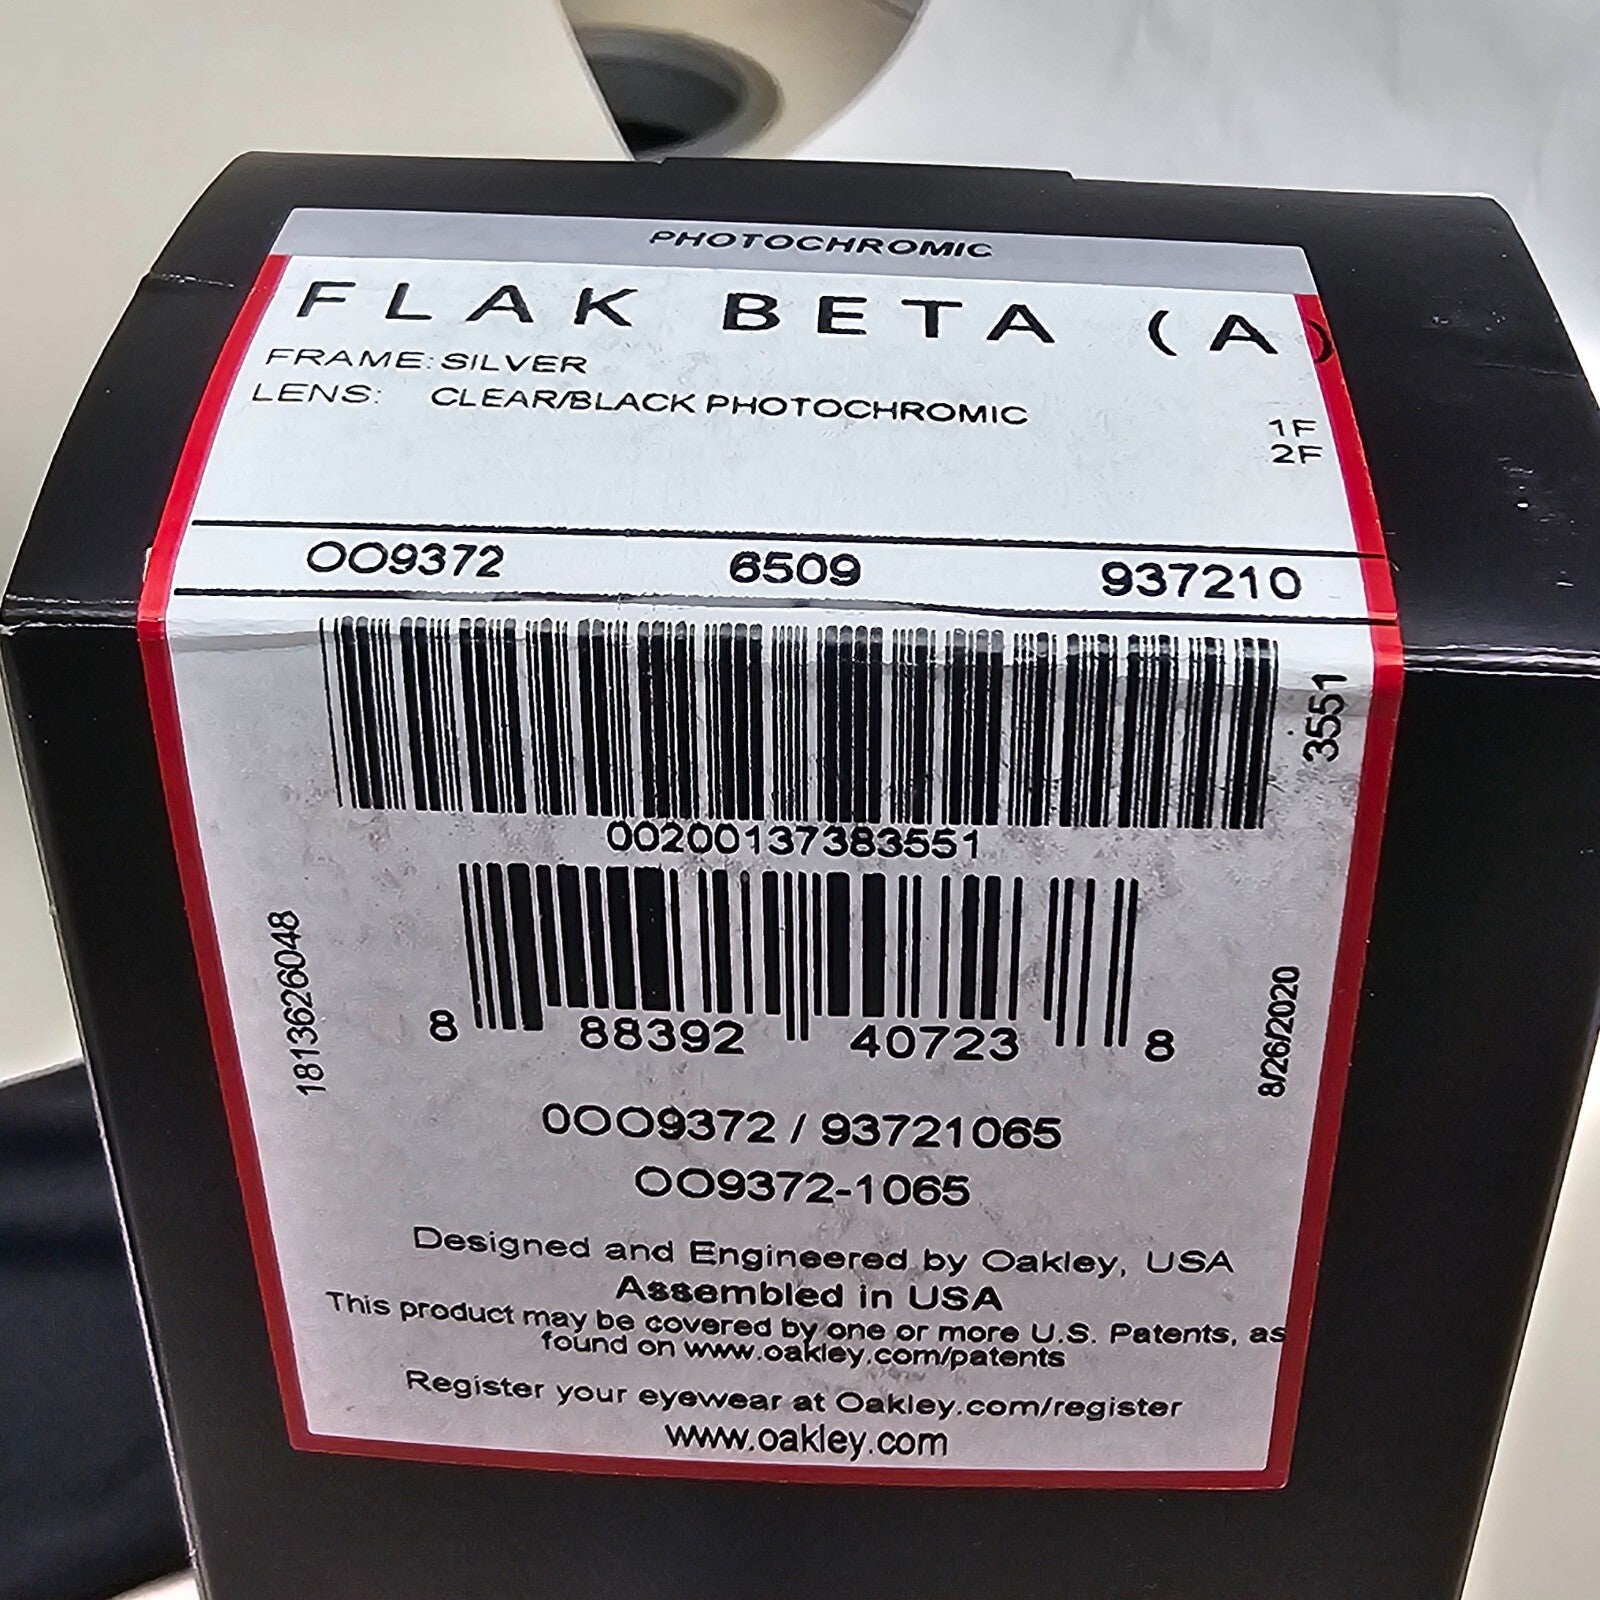 PHOTOCHROMIC
FLAK BETA (A)
FRAME: SILVER
LENS: CLEAR/BLACK PHOTOCHROMIC
1F
2F
OO9372 6509 937210
3551
00200137383551
1813626048
8 88392 40723 8
8/26/2020
0OO9372 / 93721065
OO9372-1065
Designed and Engineered by Oakley, USA
Assembled in USA
This product may be covered by one or more U.S. Patents, as
found on www.oakley.com/patents
Register your eyewear at Oakley.com/register
www.oakley.com